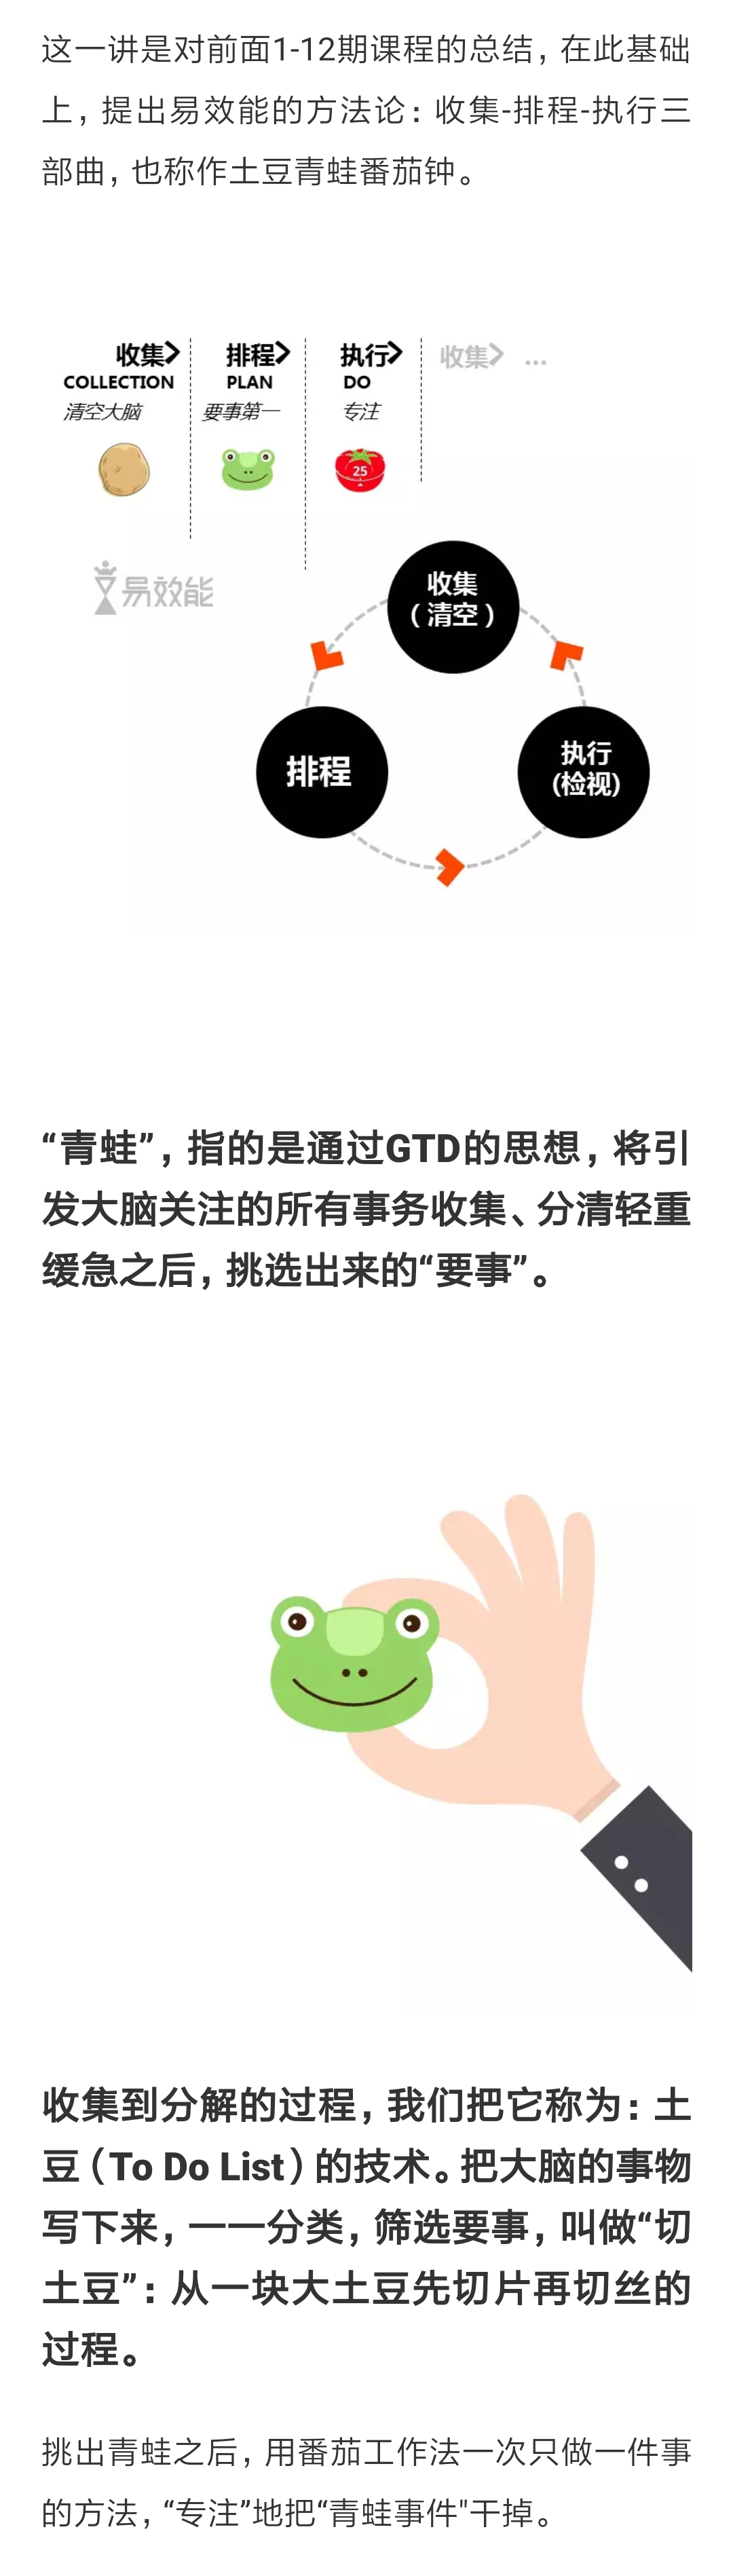 这一讲是对前面1-12期课程的总结，在此基础
上，提出易效能的方法论：收集-排程-执行三
部曲，也称作土豆青蛙番茄钟。
收集> 排程> 执行> 收集> ...
COLLECTION PLAN DO
清空大脑 要事第一 专注
25
易效能
收集
（清空）
排程
执行
(检视)
“青蛙”，指的是通过GTD的思想，将引
发大脑关注的所有事务收集、分清轻重
缓急之后，挑选出来的“要事”。
收集到分解的过程，我们把它称为：土
豆（To Do List）的技术。把大脑的事物
写下来，一一分类，筛选要事，叫做“切
土豆”：从一块大土豆先切片再切丝的
过程。
挑出青蛙之后，用番茄工作法一次只做一件事
的方法，“专注”地把“青蛙事件"干掉。